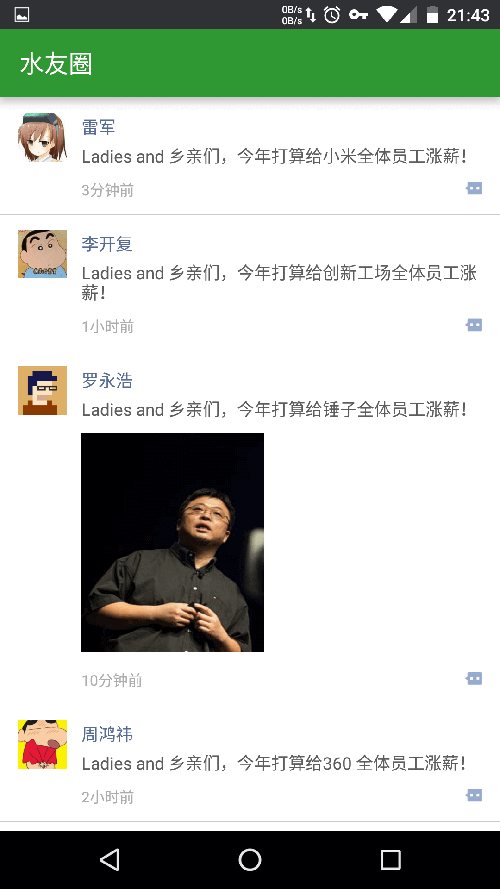 0B/s
0B/s
21:43
水友圈
雷军
Ladies and 乡亲们，今年打算给小米全体员工涨薪！
3分钟前
李开复
Ladies and 乡亲们，今年打算给创新工场全体员工涨
薪！
1小时前
罗永浩
Ladies and 乡亲们，今年打算给锤子全体员工涨薪！
10分钟前
周鸿祎
Ladies and 乡亲们，今年打算给360 全体员工涨薪！
2小时前